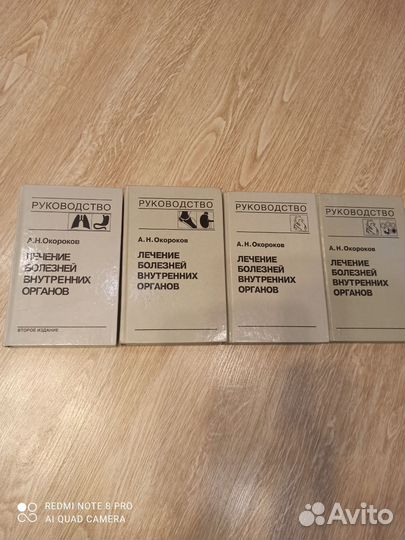 РУКОВОДСТВО
А.Н.Окороков
ЛЕЧЕНИЕ
БОЛЕЗНЕЙ
ВНУТРЕННИХ
ОРГАНОВ
ВТОРОЕ ИЗДАНИЕ
РУКОВОДСТВО
А.Н.Окороков
ЛЕЧЕНИЕ
БОЛЕЗНЕЙ
ВНУТРЕННИХ
ОРГАНОВ
РУКОВОДСТВО
А.Н.Окороков
ЛЕЧЕНИЕ
БОЛЕЗНЕЙ
ВНУТРЕННИХ
ОРГАНОВ
РУКОВОДСТВО
А.Н.Окороков
ЛЕЧЕНИЕ
БОЛЕЗНЕЙ
ВНУТРЕННИХ
ОРГАНОВ
REDMI NOTE 8 PRO
AI QUAD CAMERA
Avito